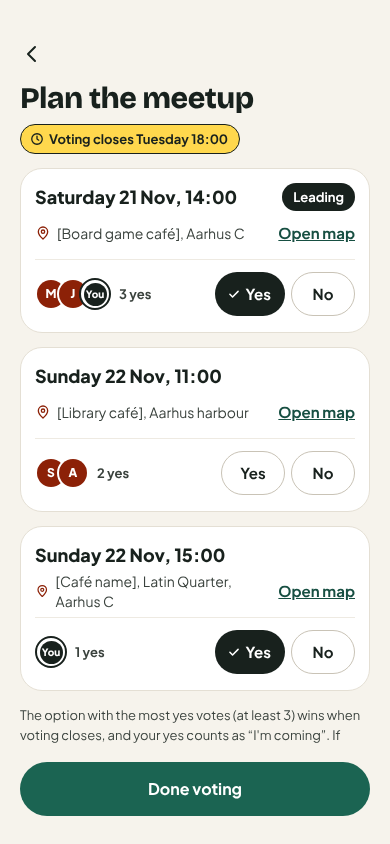 Plan the meetup
Voting closes Tuesday 18:00
Saturday 21 Nov, 14:00
Leading
[Board game café], Aarhus C
Open map
M J You
3 yes
Yes
No
Sunday 22 Nov, 11:00
[Library café], Aarhus harbour
Open map
S A
2 yes
Yes
No
Sunday 22 Nov, 15:00
[Café name], Latin Quarter,
Aarhus C
Open map
You
1 yes
Yes
No
The option with the most yes votes (at least 3) wins when
voting closes, and your yes counts as “I’m coming”. If
Done voting